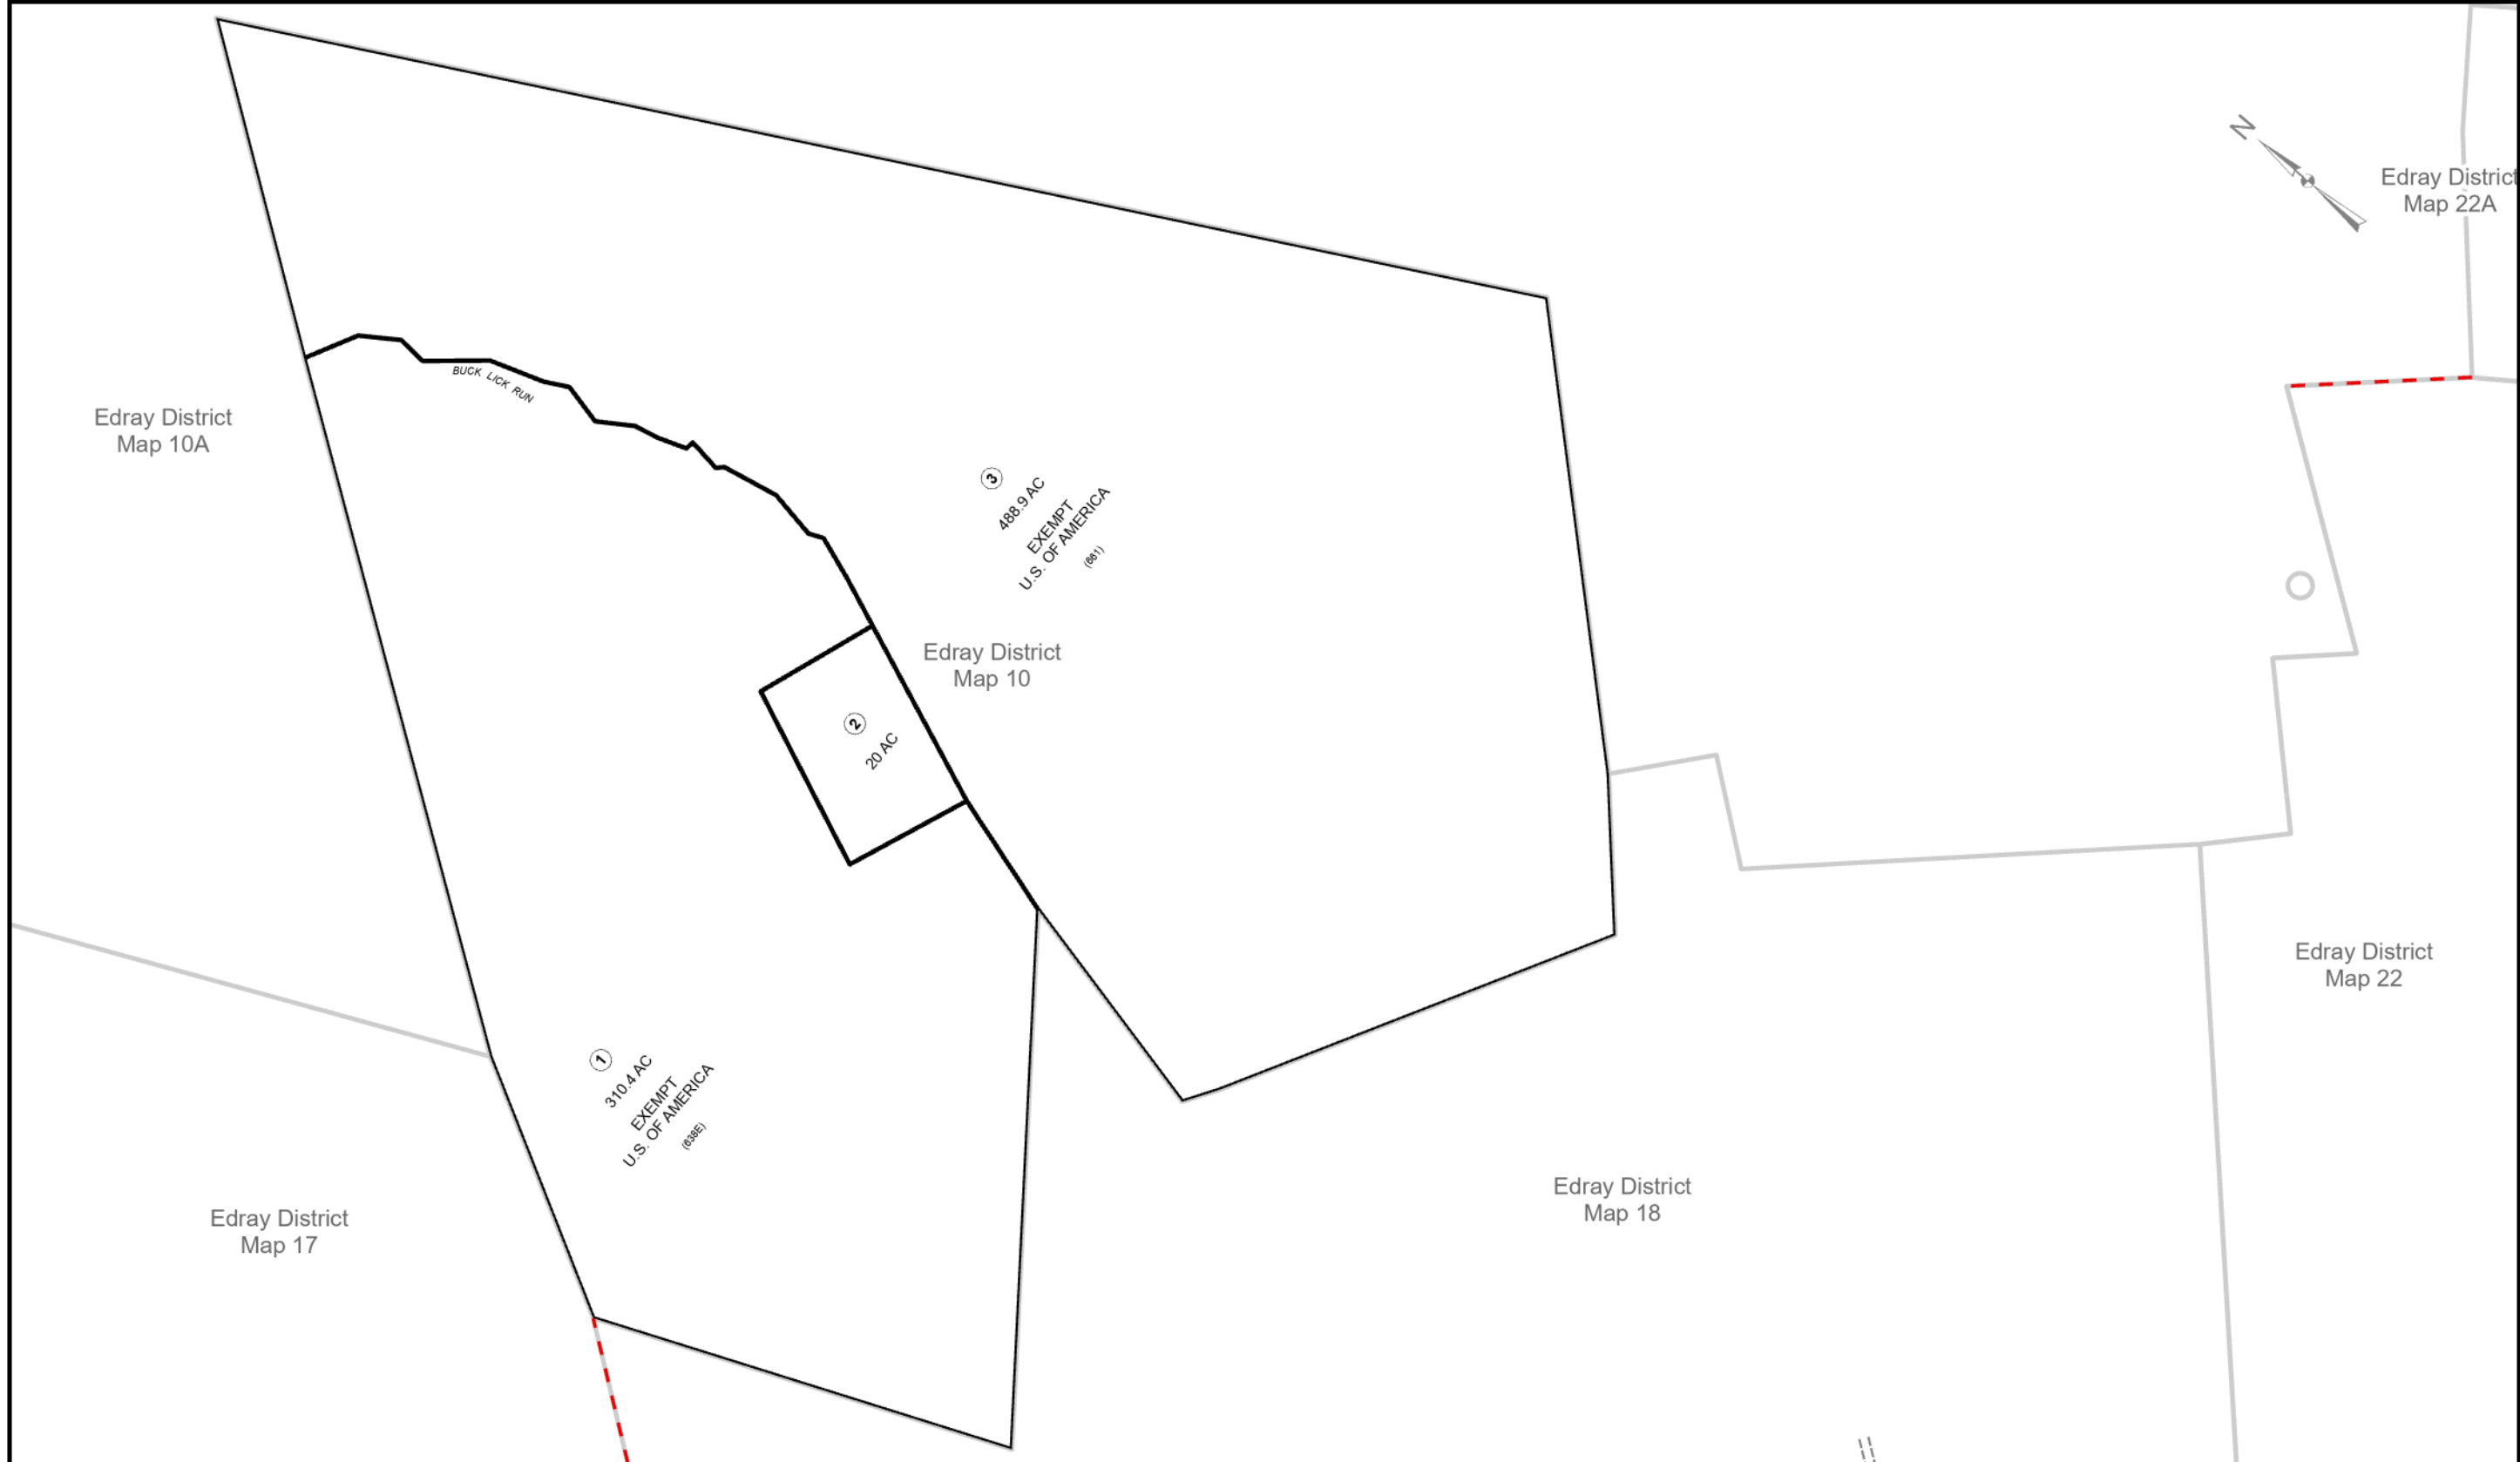 N
Edray District
Map 22A
BUCK LICK RUN
Edray District
Map 10A
3
488.9 AC
EXEMPT
U.S. OF AMERICA
(661)
Edray District
Map 10
2
20 AC
Edray District
Map 22
1
310.4 AC
EXEMPT
U.S. OF AMERICA
(638E)
Edray District
Map 18
Edray District
Map 17